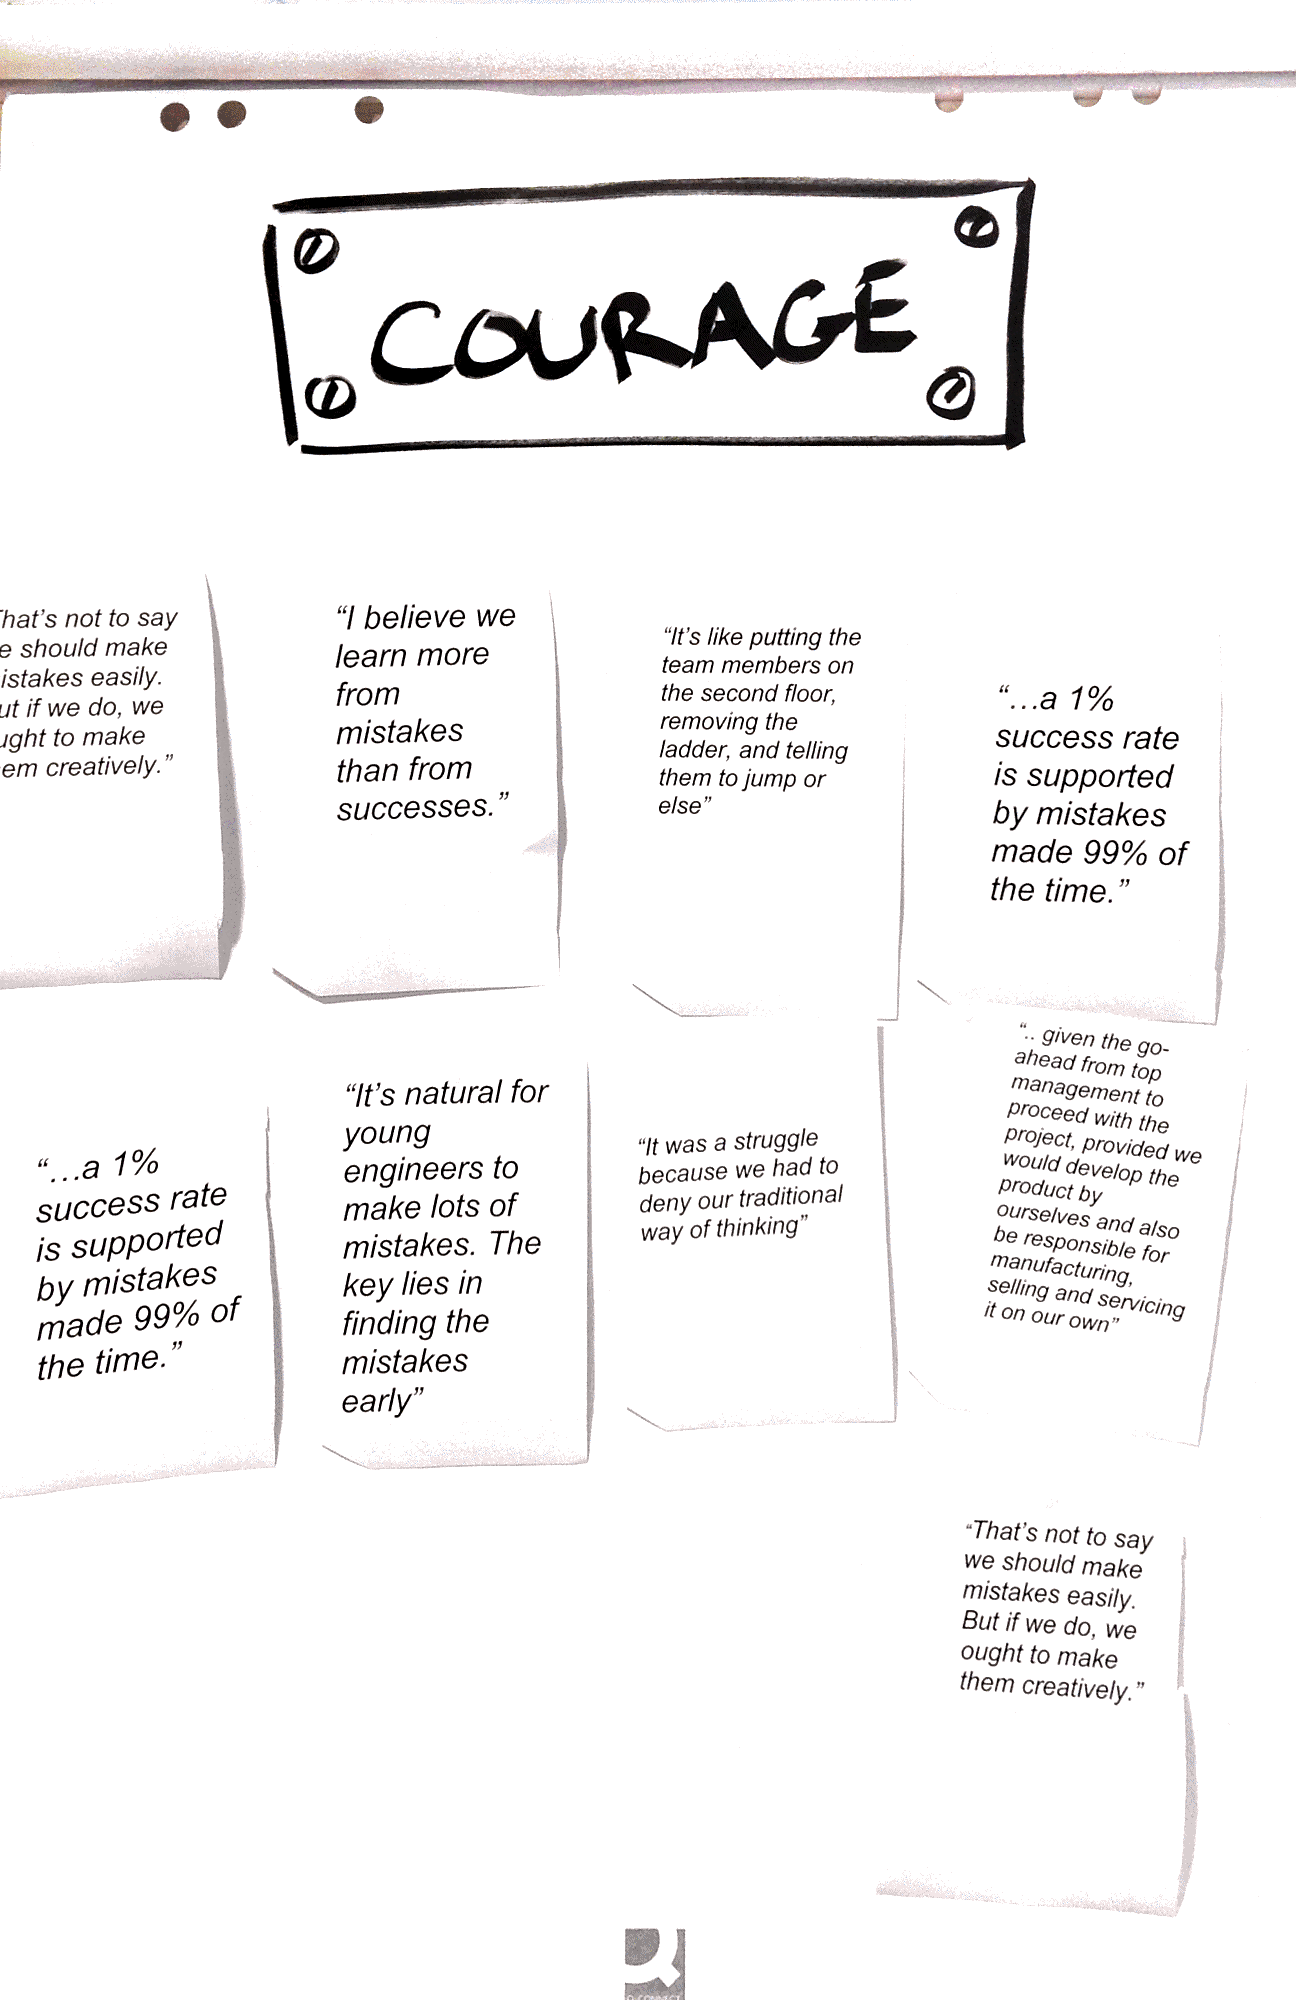 COURAGE
hat's not to say
e should make
istakes easily.
ut if we do, we
ught to make
em creatively.”
“I believe we
learn more
from
mistakes
than from
successes.”
“It's like putting the
team members on
the second floor,
removing the
ladder, and telling
them to jump or
else”
“…a 1%
success rate
is supported
by mistakes
made 99% of
the time.”
“…a 1%
success rate
is supported
by mistakes
made 99% of
the time.”
“It's natural for
young
engineers to
make lots of
mistakes. The
key lies in
finding the
mistakes
early”
“It was a struggle
because we had to
deny our traditional
way of thinking”
“.. given the go-
ahead from top
management to
proceed with the
project, provided we
would develop the
product by
ourselves and also
be responsible for
manufacturing,
selling and servicing
it on our own”
“That's not to say
we should make
mistakes easily.
But if we do, we
ought to make
them creatively.”